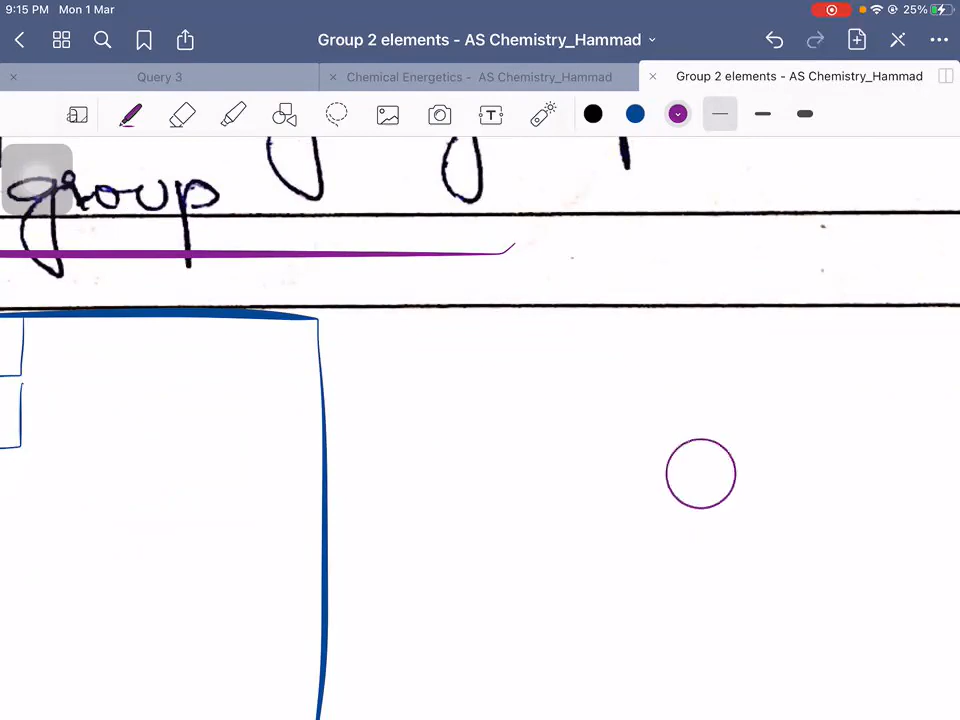 9:15 PM Mon 1 Mar 25%
Group 2 elements - AS Chemistry_Hammad
Query 3 Chemical Energetics - AS Chemistry_Hammad Group 2 elements - AS Chemistry_Hammad
T
group